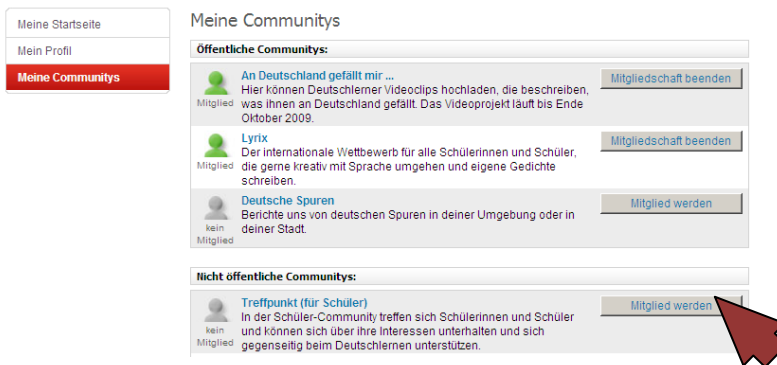 Meine Startseite
Mein Profil
Meine Communitys
Meine Communitys
Öffentliche Communitys:
Mitglied
An Deutschland gefällt mir ...
Hier können Deutschlerner Videoclips hochladen, die beschreiben,
was ihnen an Deutschland gefällt. Das Videoprojekt läuft bis Ende
Oktober 2009.
Mitgliedschaft beenden
Mitglied
Lyrix
Der internationale Wettbewerb für alle Schülerinnen und Schüler,
die gerne kreativ mit Sprache umgehen und eigene Gedichte
schreiben.
Mitgliedschaft beenden
kein
Mitglied
Deutsche Spuren
Berichte uns von deutschen Spuren in deiner Umgebung oder in
deiner Stadt.
Mitglied werden
Nicht öffentliche Communitys:
kein
Mitglied
Treffpunkt (für Schüler)
In der Schüler-Community treffen sich Schülerinnen und Schüler
und können sich über ihre Interessen unterhalten und sich
gegenseitig beim Deutschlernen unterstützen.
Mitglied werden